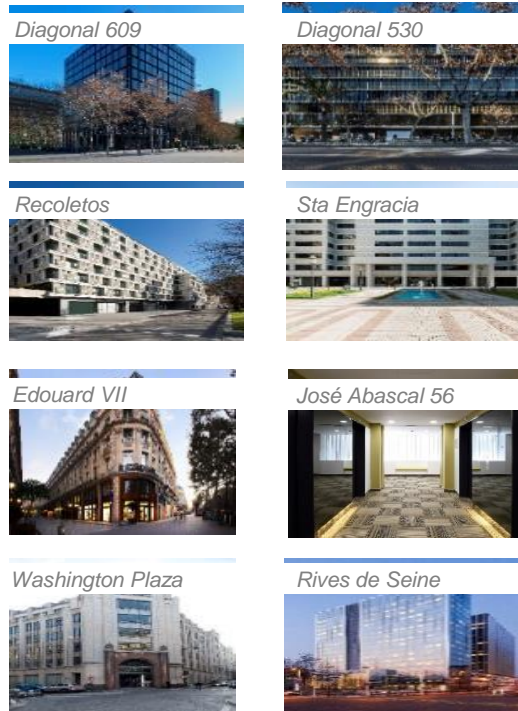 Diagonal 609
Diagonal 530
Recoletos
Sta Engracia
Edouard VII
José Abascal 56
Washington Plaza
Rives de Seine